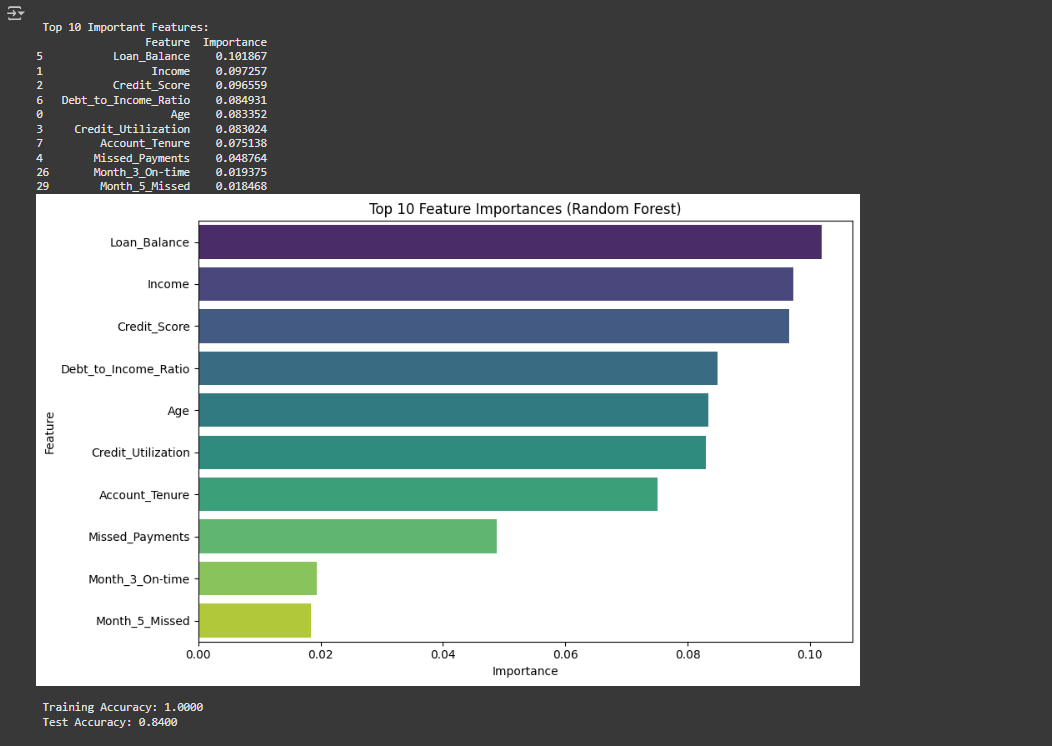 Top 10 Important Features:
Feature Importance
5 Loan_Balance 0.101867
1 Income 0.097257
2 Credit_Score 0.096559
6 Debt_to_Income_Ratio 0.084931
0 Age 0.083352
3 Credit_Utilization 0.083024
7 Account_Tenure 0.075138
4 Missed_Payments 0.048764
26 Month_3_On-time 0.019375
29 Month_5_Missed 0.018468
Top 10 Feature Importances (Random Forest)
Feature
Loan_Balance
Income
Credit_Score
Debt_to_Income_Ratio
Age
Credit_Utilization
Account_Tenure
Missed_Payments
Month_3_On-time
Month_5_Missed
0.00 0.02 0.04 0.06 0.08 0.10
Importance
Training Accuracy: 1.0000
Test Accuracy: 0.8400